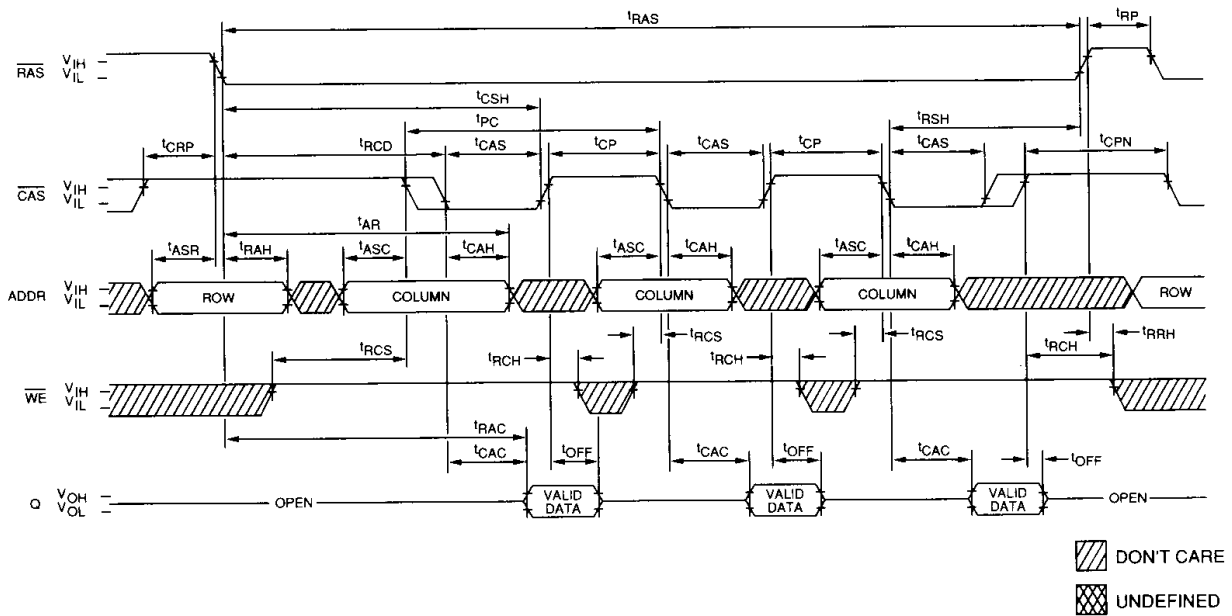 tRAS
tRP
RAS VIH
VIL
tCSH
tPC
tRSH
tCRP
tRCD
tCAS
tCP
tCAS
tCP
tCAS
tCPN
CAS VIH
VIL
tAR
tASR
tRAH
tASC
tCAH
tASC
tCAH
tASC
tCAH
ADDR VIH
VIL
ROW
COLUMN
COLUMN
COLUMN
ROW
tRCS
tRCH
tRCS
tRCH
tRCS
tRCH
tRRH
WE VIH
VIL
tRAC
tCAC
tOFF
tCAC
tOFF
tCAC
tOFF
Q VOH
VOL
OPEN
VALID DATA
VALID DATA
VALID DATA
OPEN
DON'T CARE
UNDEFINED